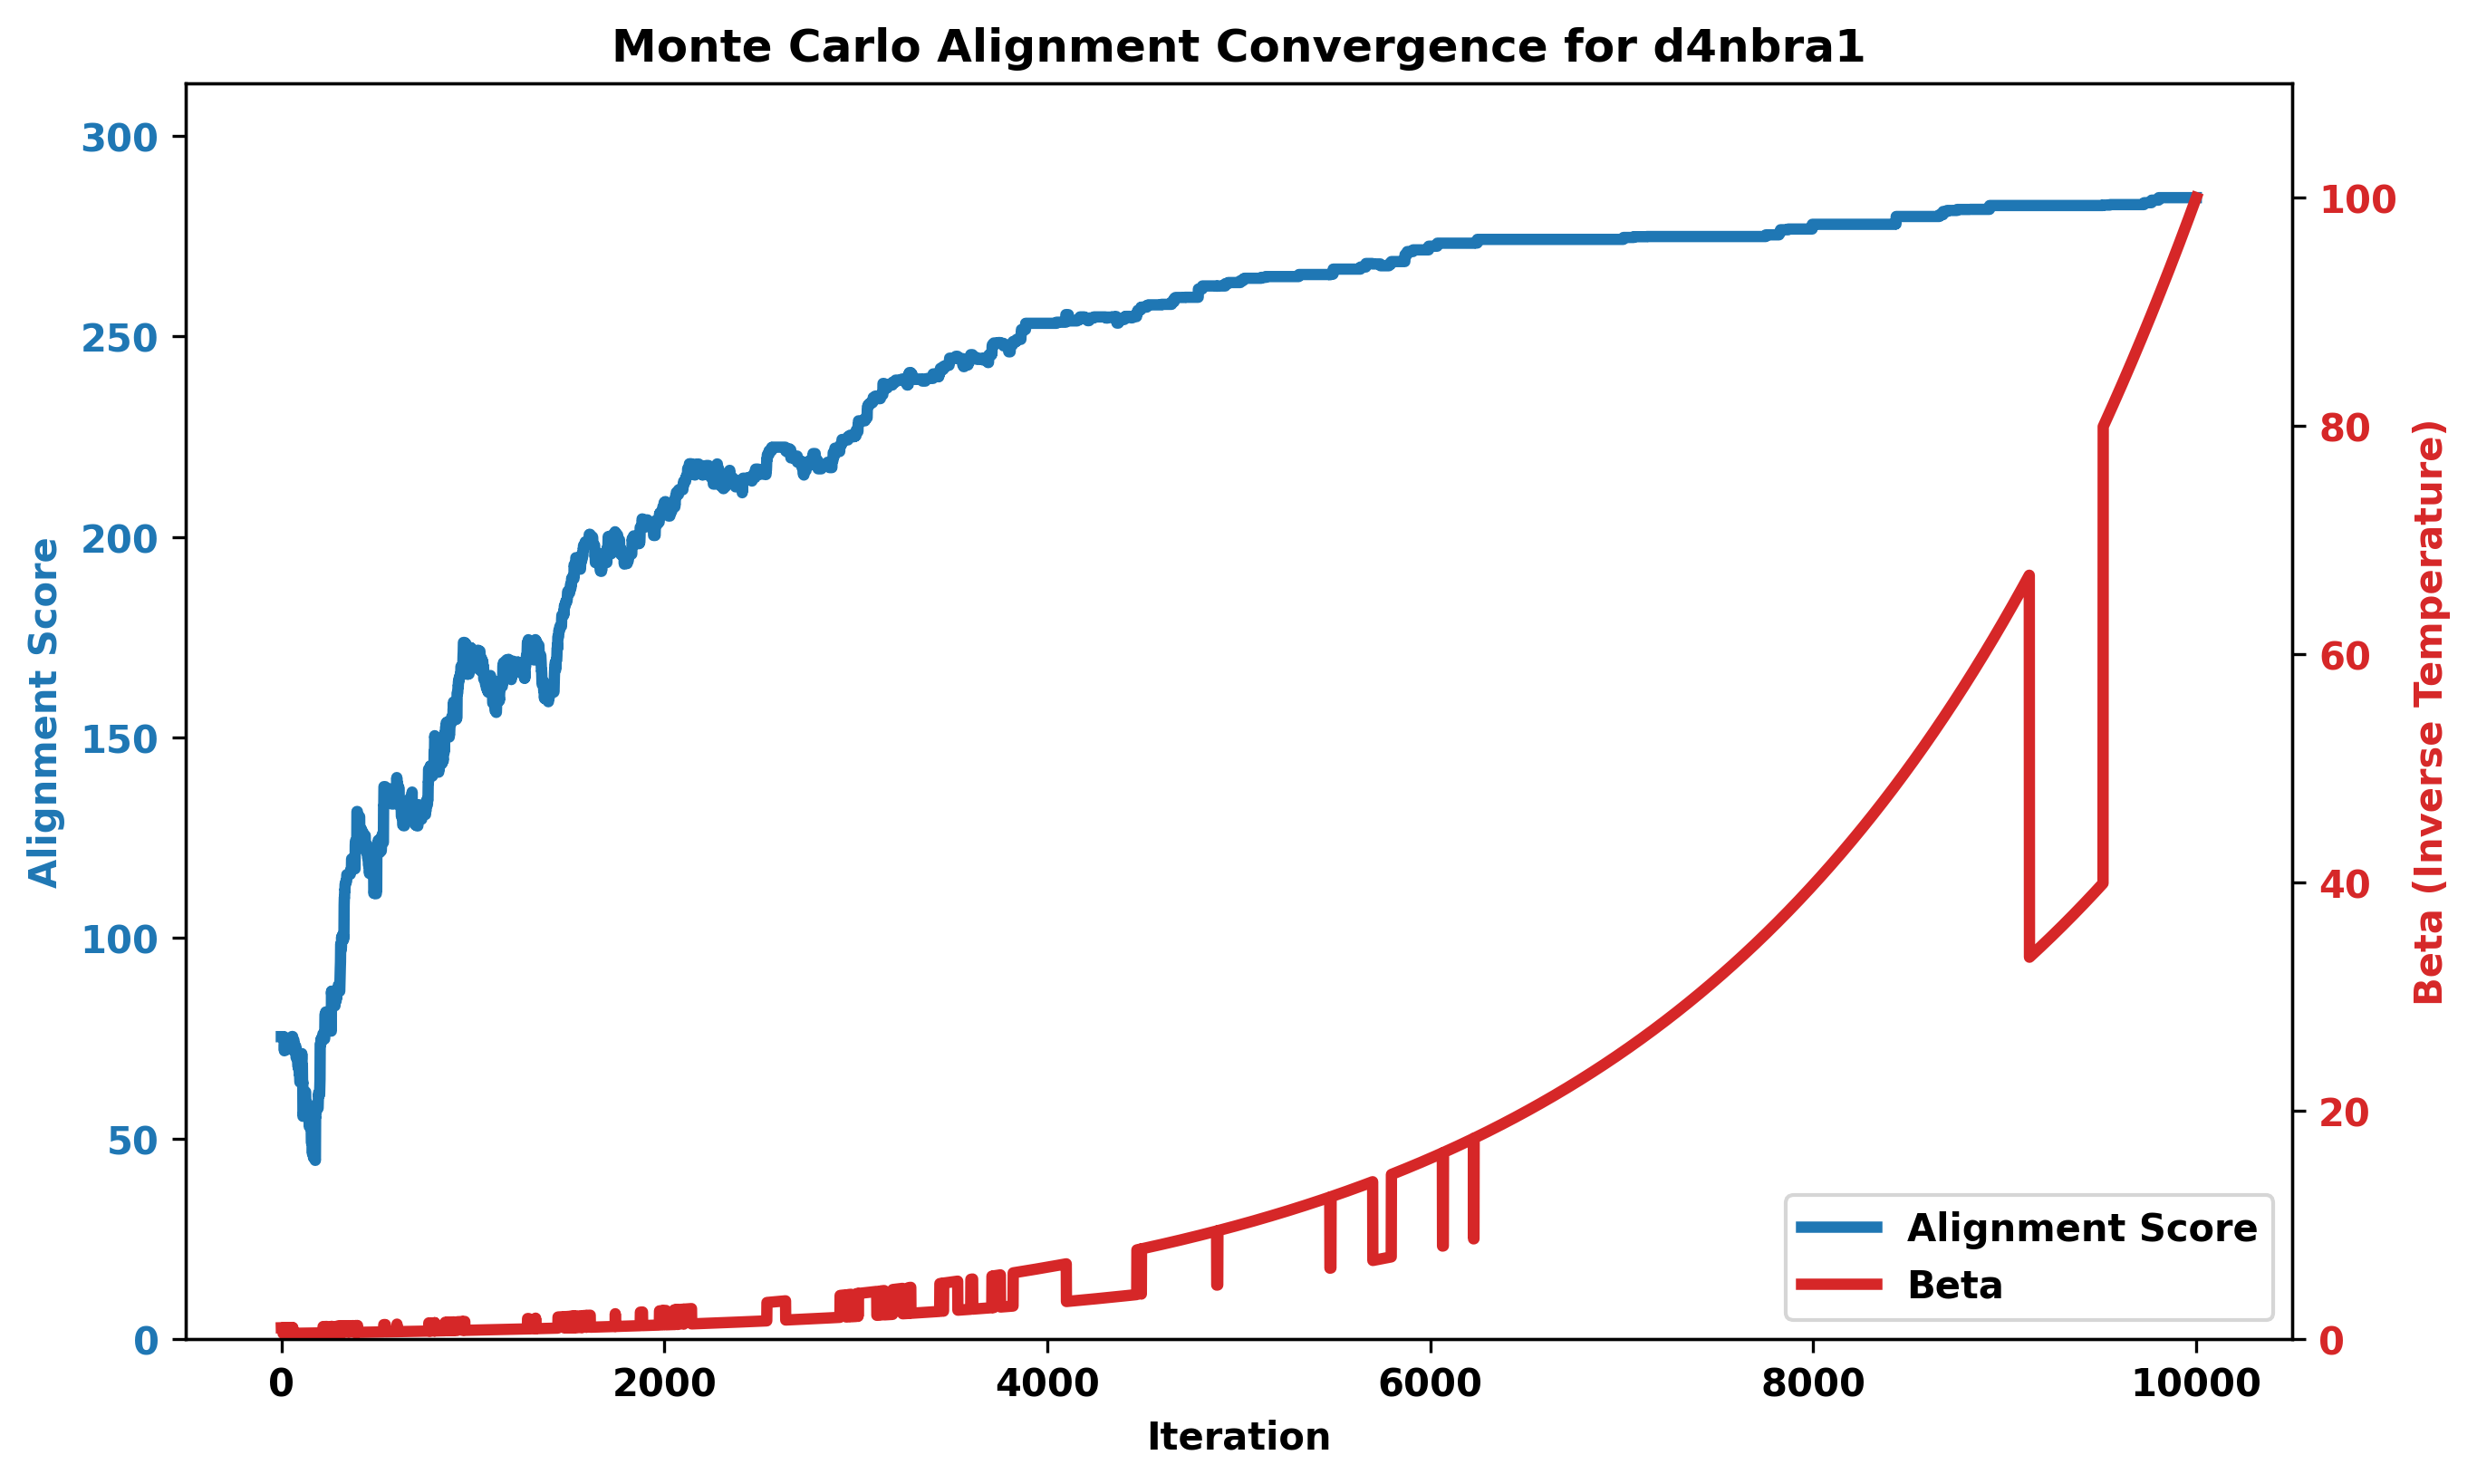 Monte Carlo Alignment Convergence for d4nbra1
300
250
200
150
100
50
0
Alignment Score
100
80
60
40
20
0
Beta (Inverse Temperature)
Alignment Score
Beta
0 2000 4000 6000 8000 10000
Iteration